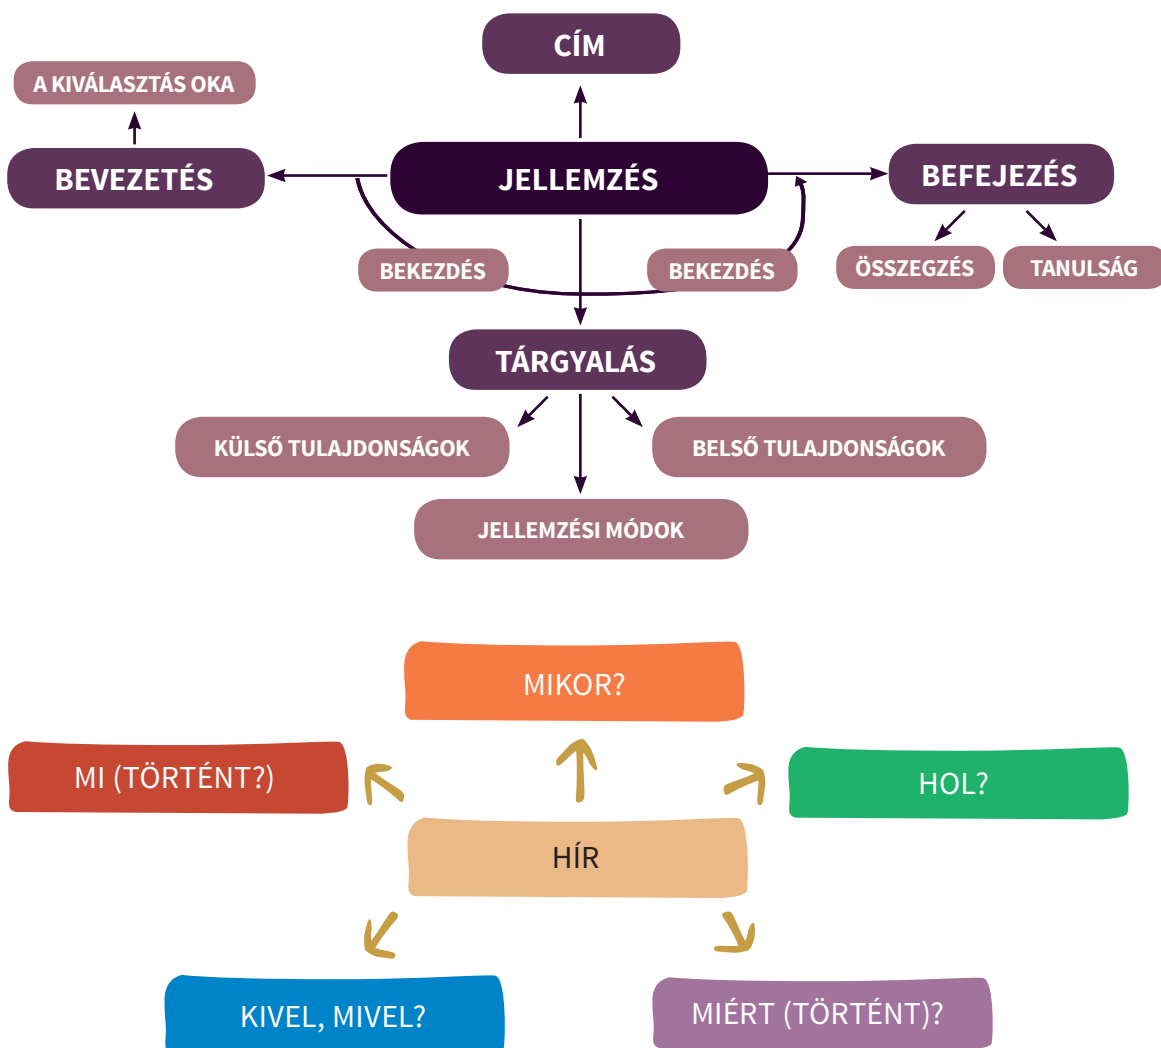 CÍM
A KIVÁLASZTÁS OKA
BEVEZETÉS
JELLEMZÉS
BEFEJEZÉS
BEKEZDÉS
BEKEZDÉS
ÖSSZEGZÉS
TANULSÁG
TÁRGYALÁS
KÜLSŐ TULAJDONSÁGOK
BELSŐ TULAJDONSÁGOK
JELLEMZÉSI MÓDOK
MIKOR?
MI (TÖRTÉNT?)
HOL?
HÍR
KIVEL, MIVEL?
MIÉRT (TÖRTÉNT)?